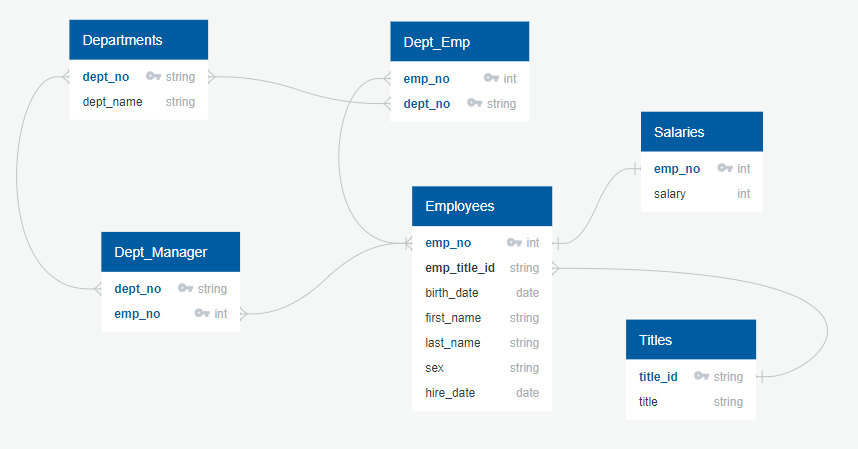 Departments
dept_no string
dept_name string
Dept_Emp
emp_no int
dept_no string
Salaries
emp_no int
salary int
Employees
emp_no int
emp_title_id string
birth_date date
first_name string
last_name string
sex string
hire_date date
Dept_Manager
dept_no string
emp_no int
Titles
title_id string
title string